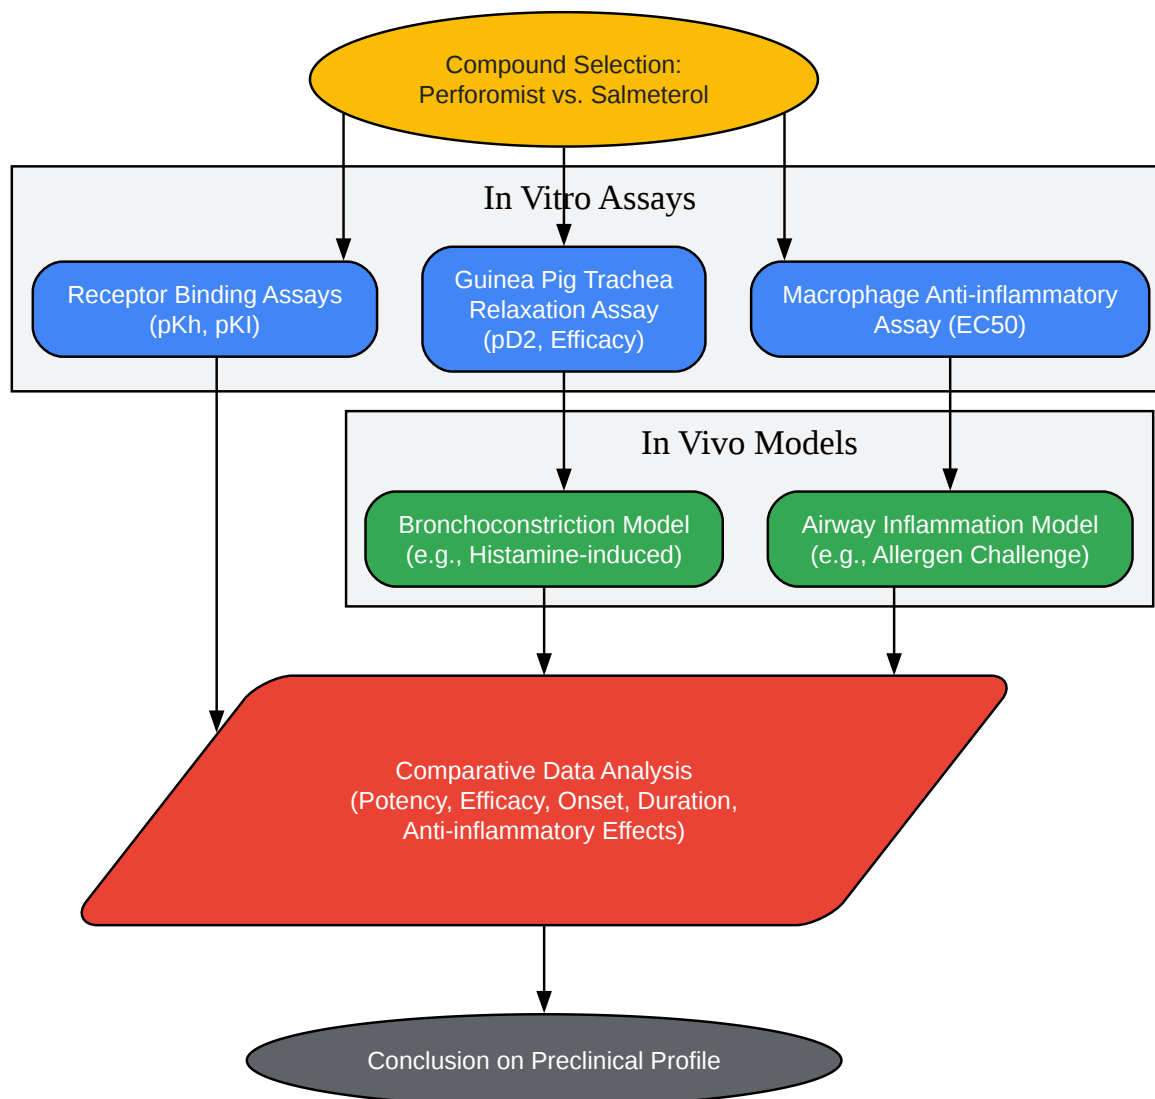 Compound Selection:
Perforomist vs. Salmeterol
In Vitro Assays
Receptor Binding Assays
(pKh, pKI)
Guinea Pig Trachea
Relaxation Assay
(pD2, Efficacy)
Macrophage Anti-inflammatory
Assay (EC50)
In Vivo Models
Bronchoconstriction Model
(e.g., Histamine-induced)
Airway Inflammation Model
(e.g., Allergen Challenge)
Comparative Data Analysis
(Potency, Efficacy, Onset, Duration,
Anti-inflammatory Effects)
Conclusion on Preclinical Profile